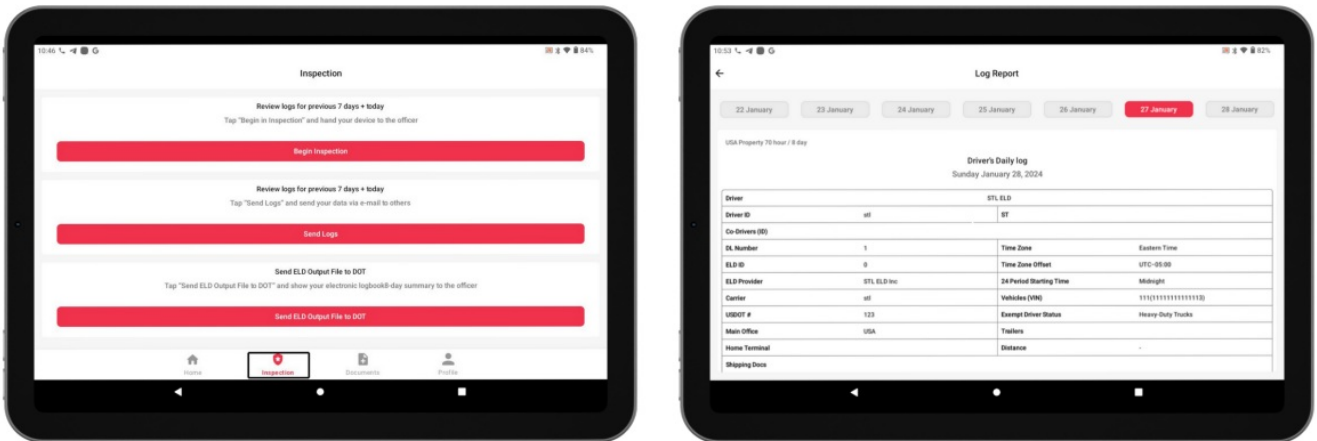 10:46
84%
Inspection
Review logs for previous 7 days + today
Tap "Begin in Inspection" and hand your device to the officer
Begin Inspection
Review logs for previous 7 days + today
Tap "Send Logs" and send your data via e-mail to others
Send Logs
Send ELD Output File to DOT
Tap "Send ELD Output File to DOT" and show your electronic logbook8-day summary to the officer
Send ELD Output File to DOT
Home Inspection Documents Profile
10:53 G
82%
Log Report
22 January 23 January 24 January 25 January 26 January 27 January 28 January
USA Property 70 hour / 8 day
Driver's Daily log
Sunday January 28, 2024
Driver STL ELD
Driver ID stl ST
Co-Drivers (ID)
DL Number 1 Time Zone Eastern Time
ELD ID 0 Time Zone Offset UTC-05:00
ELD Provider STL ELD Inc 24 Period Starting Time Midnight
Carrier stl Vehicles (VIN) 111(11111111111113)
USDOT # 123 Exempt Driver Status Heavy-Duty Trucks
Main Office USA Trailers
Home Terminal Distance -
Shipping Docs